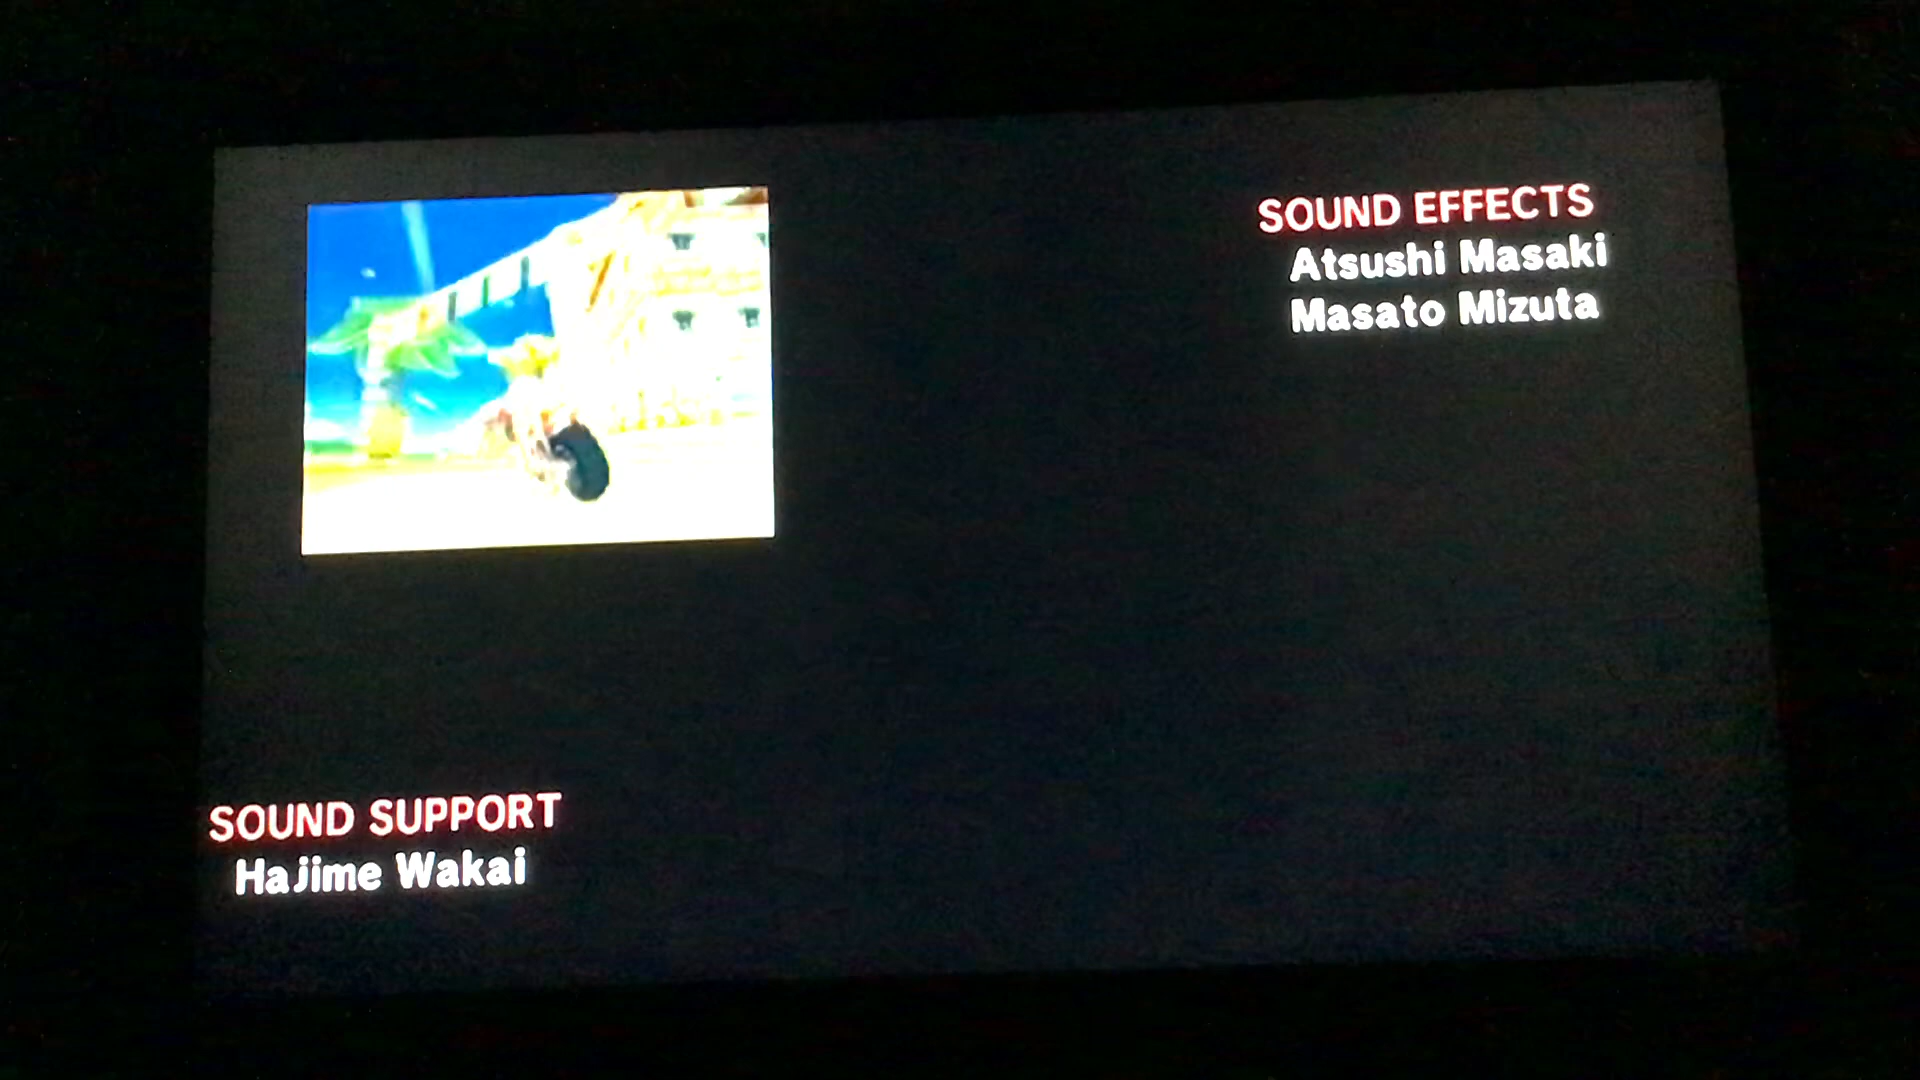 SOUND EFFECTS
Atsushi Masaki
Masato Mizuta
SOUND SUPPORT
Hajime Wakai